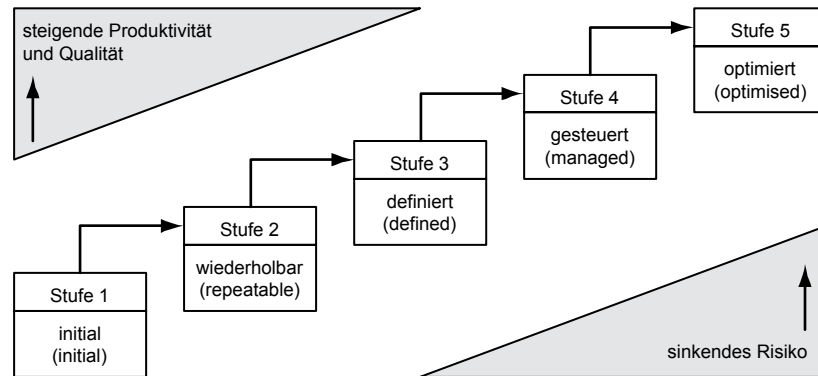 steigende Produktivität
und Qualität
Stufe 5
optimiert
(optimised)
Stufe 4
gesteuert
(managed)
Stufe 3
definiert
(defined)
Stufe 2
wiederholbar
(repeatable)
Stufe 1
initial
(initial)
sinkendes Risiko